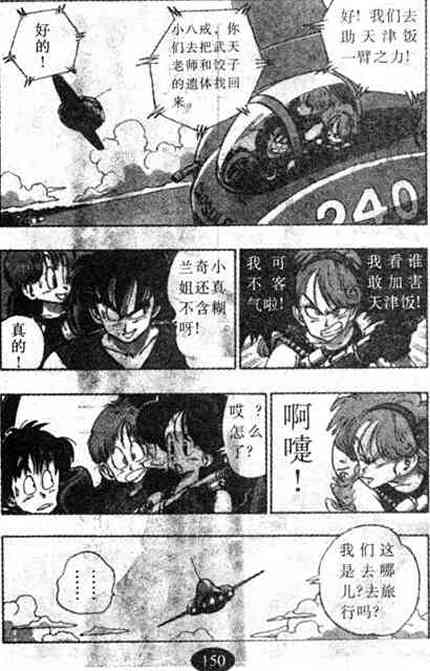 好! 我们去
助天津饭
一臂之力!
小八戒、你
们去把武天
老师和饺子
的遗体找回
来。
好
的!
240
我看谁
敢加害
天津饭!
我可
不客
气啦!
兰奇小
姐还真
不含糊
呀!
真
的!
啊
嚏!
哎?
怎么
了?
我们这
是去哪
儿?去旅
行吗?
……
150